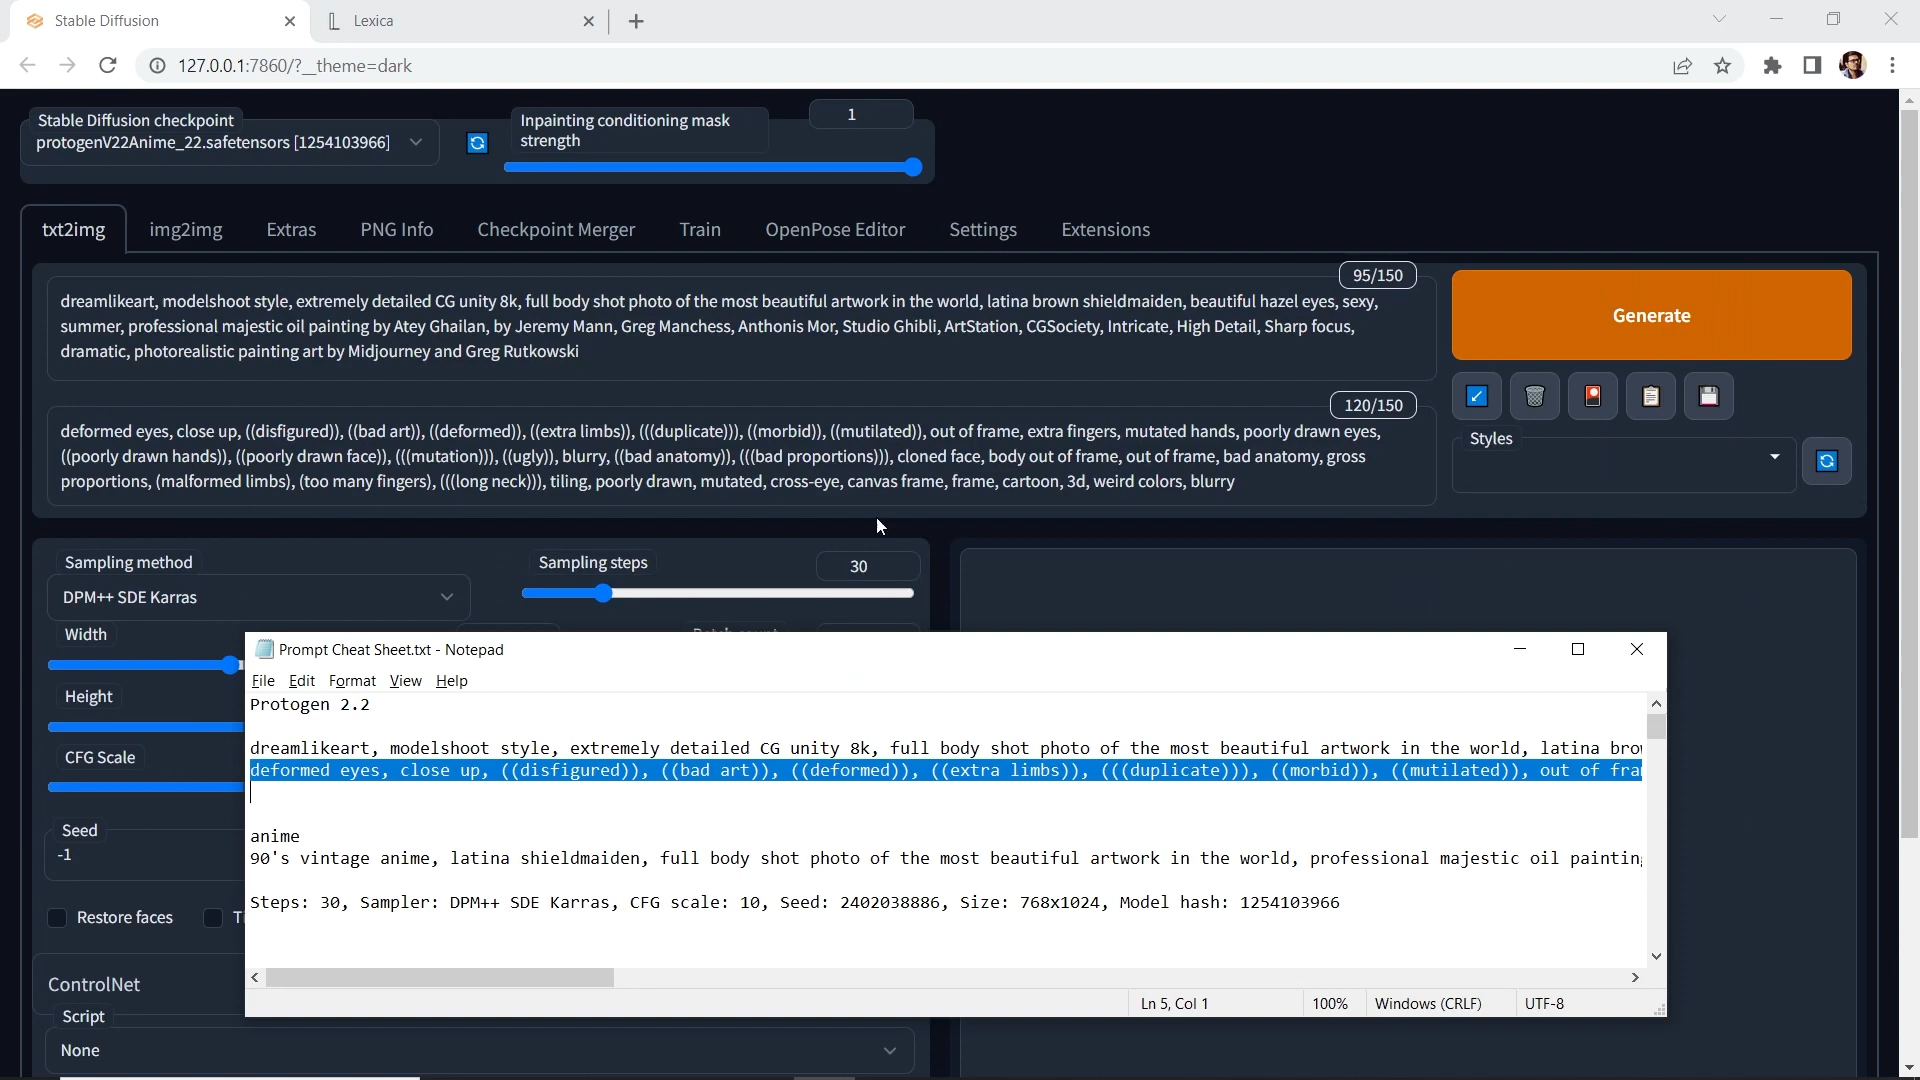 Stable Diffusion
Lexica
127.0.0.1:7860/?__theme=dark
Stable Diffusion checkpoint
protogenV22Anime_22.safetensors [1254103966]
Inpainting conditioning mask
strength
1
txt2img
img2img
Extras
PNG Info
Checkpoint Merger
Train
OpenPose Editor
Settings
Extensions
95/150
dreamlikeart, modelshoot style, extremely detailed CG unity 8k, full body shot photo of the most beautiful artwork in the world, latina brown shieldmaiden, beautiful hazel eyes, sexy,
summer, professional majestic oil painting by Atey Ghailan, by Jeremy Mann, Greg Manchess, Anthonis Mor, Studio Ghibli, ArtStation, CGSociety, Intricate, High Detail, Sharp focus,
dramatic, photorealistic painting art by Midjourney and Greg Rutkowski
Generate
120/150
deformed eyes, close up, ((disfigured)), ((bad art)), ((deformed)), ((extra limbs)), (((duplicate))), ((morbid)), ((mutilated)), out of frame, extra fingers, mutated hands, poorly drawn eyes,
((poorly drawn hands)), ((poorly drawn face)), (((mutation))), ((ugly)), blurry, ((bad anatomy)), (((bad proportions))), cloned face, body out of frame, out of frame, bad anatomy, gross
proportions, (malformed limbs), (too many fingers), (((long neck))), tiling, poorly drawn, mutated, cross-eye, canvas frame, frame, cartoon, 3d, weird colors, blurry
Styles
Sampling method
DPM++ SDE Karras
Sampling steps
30
Width
Height
CFG Scale
Seed
-1
Restore faces
ControlNet
Script
None
Prompt Cheat Sheet.txt - Notepad
File Edit Format View Help
Protogen 2.2
dreamlikeart, modelshoot style, extremely detailed CG unity 8k, full body shot photo of the most beautiful artwork in the world, latina
deformed eyes, close up, ((disfigured)), ((bad art)), ((deformed)), ((extra limbs)), (((duplicate))), ((morbid)), ((mutilated)), out of
anime
90's vintage anime, latina shieldmaiden, full body shot photo of the most beautiful artwork in the world, professional majestic oil
Steps: 30, Sampler: DPM++ SDE Karras, CFG scale: 10, Seed: 2402038886, Size: 768x1024, Model hash: 1254103966
Ln 5, Col 1
100%
Windows (CRLF)
UTF-8